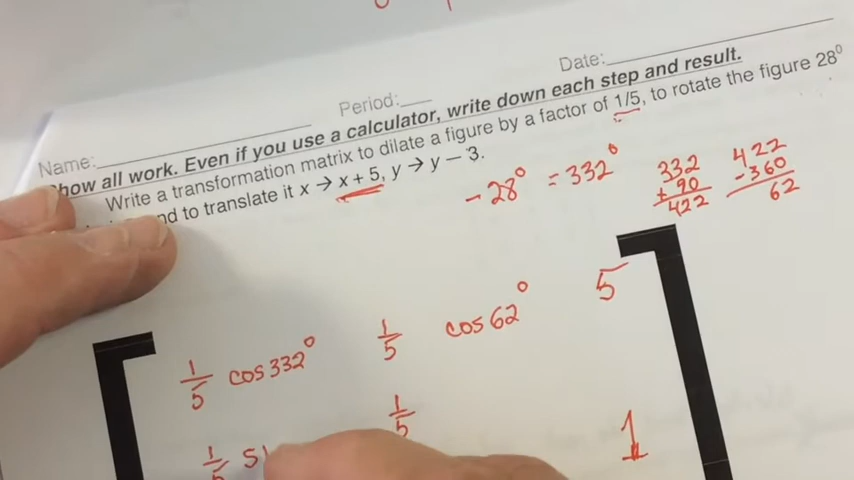 Name: Period: Date:
how all work. Even if you use a calculator, write down each step and result.
Write a transformation matrix to dilate a figure by a factor of 1/5, to rotate the figure 28°
nd to translate it x → x + 5, y → y − 3.
-28° = 332°
332
+ 90
422
422
-360
62
1/5 cos 332° 1/5 cos 62° 5
1/5 1/5 1